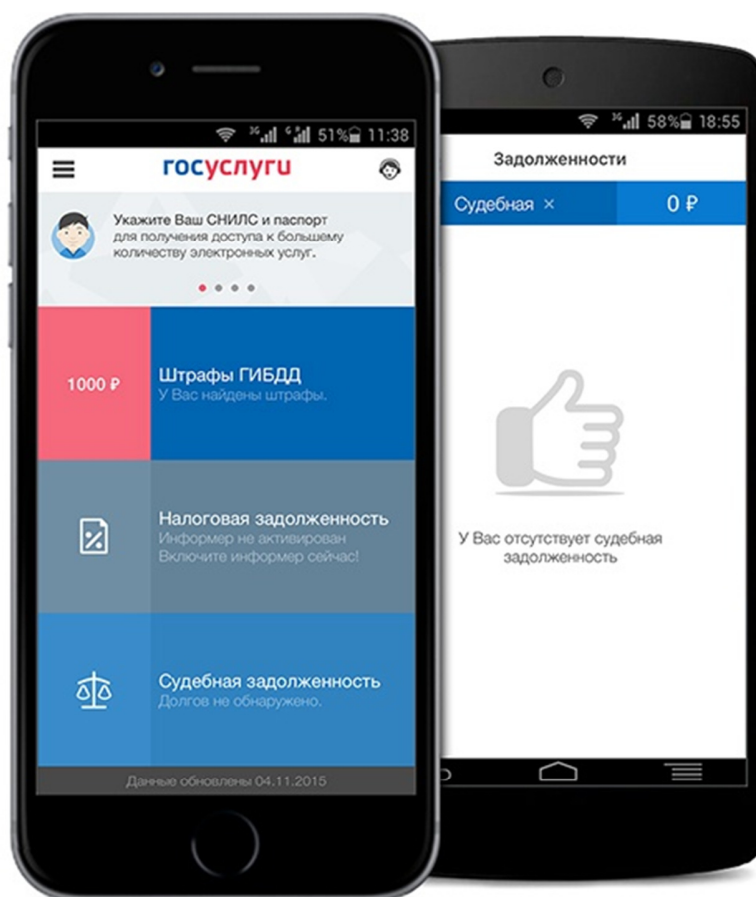 3G 51% 11:38
госуслуги
Укажите Ваш СНИЛС и паспорт
для получения доступа к большему
количеству электронных услуг.
1000 ₽
Штрафы ГИБДД
У Вас найдены штрафы.
Налоговая задолженность
Информер не активирован
Включите информер сейчас!
Судебная задолженность
Долгов не обнаружено.
Данные обновлены 04.11.2015
3G 58% 18:55
Задолженности
Судебная ×
0 ₽
У Вас отсутствует судебная
задолженность